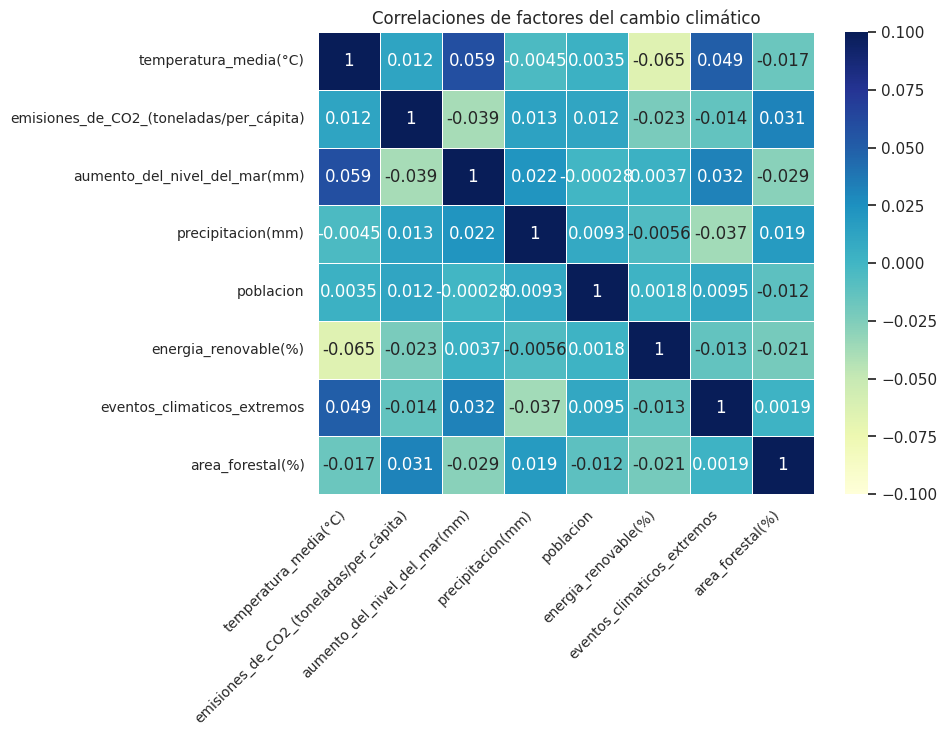 Correlaciones de factores del cambio climático
temperatura_media(°C) 1 0.012 0.059 -0.0045 0.0035 -0.065 0.049 -0.017
emisiones_de_CO2_(toneladas/per_cápita) 0.012 1 -0.039 0.013 0.012 -0.023 -0.014 0.031
aumento_del_nivel_del_mar(mm) 0.059 -0.039 1 0.022 -0.00028 0.0037 0.032 -0.029
precipitacion(mm) -0.0045 0.013 0.022 1 0.0093 -0.0056 -0.037 0.019
poblacion 0.0035 0.012 -0.00028 0.0093 1 0.0018 0.0095 -0.012
energia_renovable(%) -0.065 -0.023 0.0037 -0.0056 0.0018 1 -0.013 -0.021
eventos_climaticos_extremos 0.049 -0.014 0.032 -0.037 0.0095 -0.013 1 0.0019
area_forestal(%) -0.017 0.031 -0.029 0.019 -0.012 -0.021 0.0019 1
temperatura_media(°C)
emisiones_de_CO2_(toneladas/per_cápita)
aumento_del_nivel_del_mar(mm)
precipitacion(mm)
poblacion
energia_renovable(%)
eventos_climaticos_extremos
area_forestal(%)
0.100
0.075
0.050
0.025
0.000
−0.025
−0.050
−0.075
−0.100